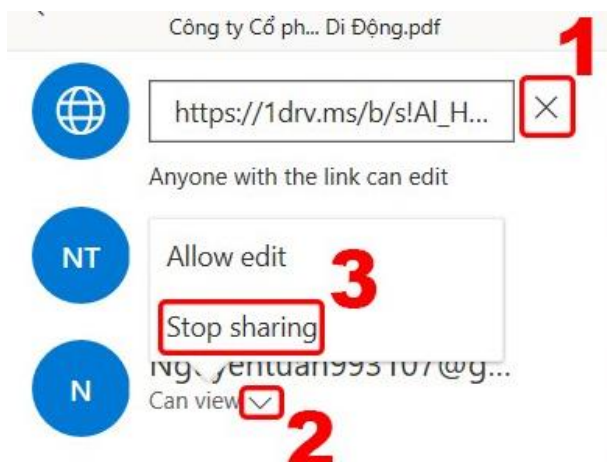 Công ty Cổ ph... Di Động.pdf
1
https://1drv.ms/b/s!Al_H...
Anyone with the link can edit
NT
Allow edit
3
Stop sharing
N
Can view
2